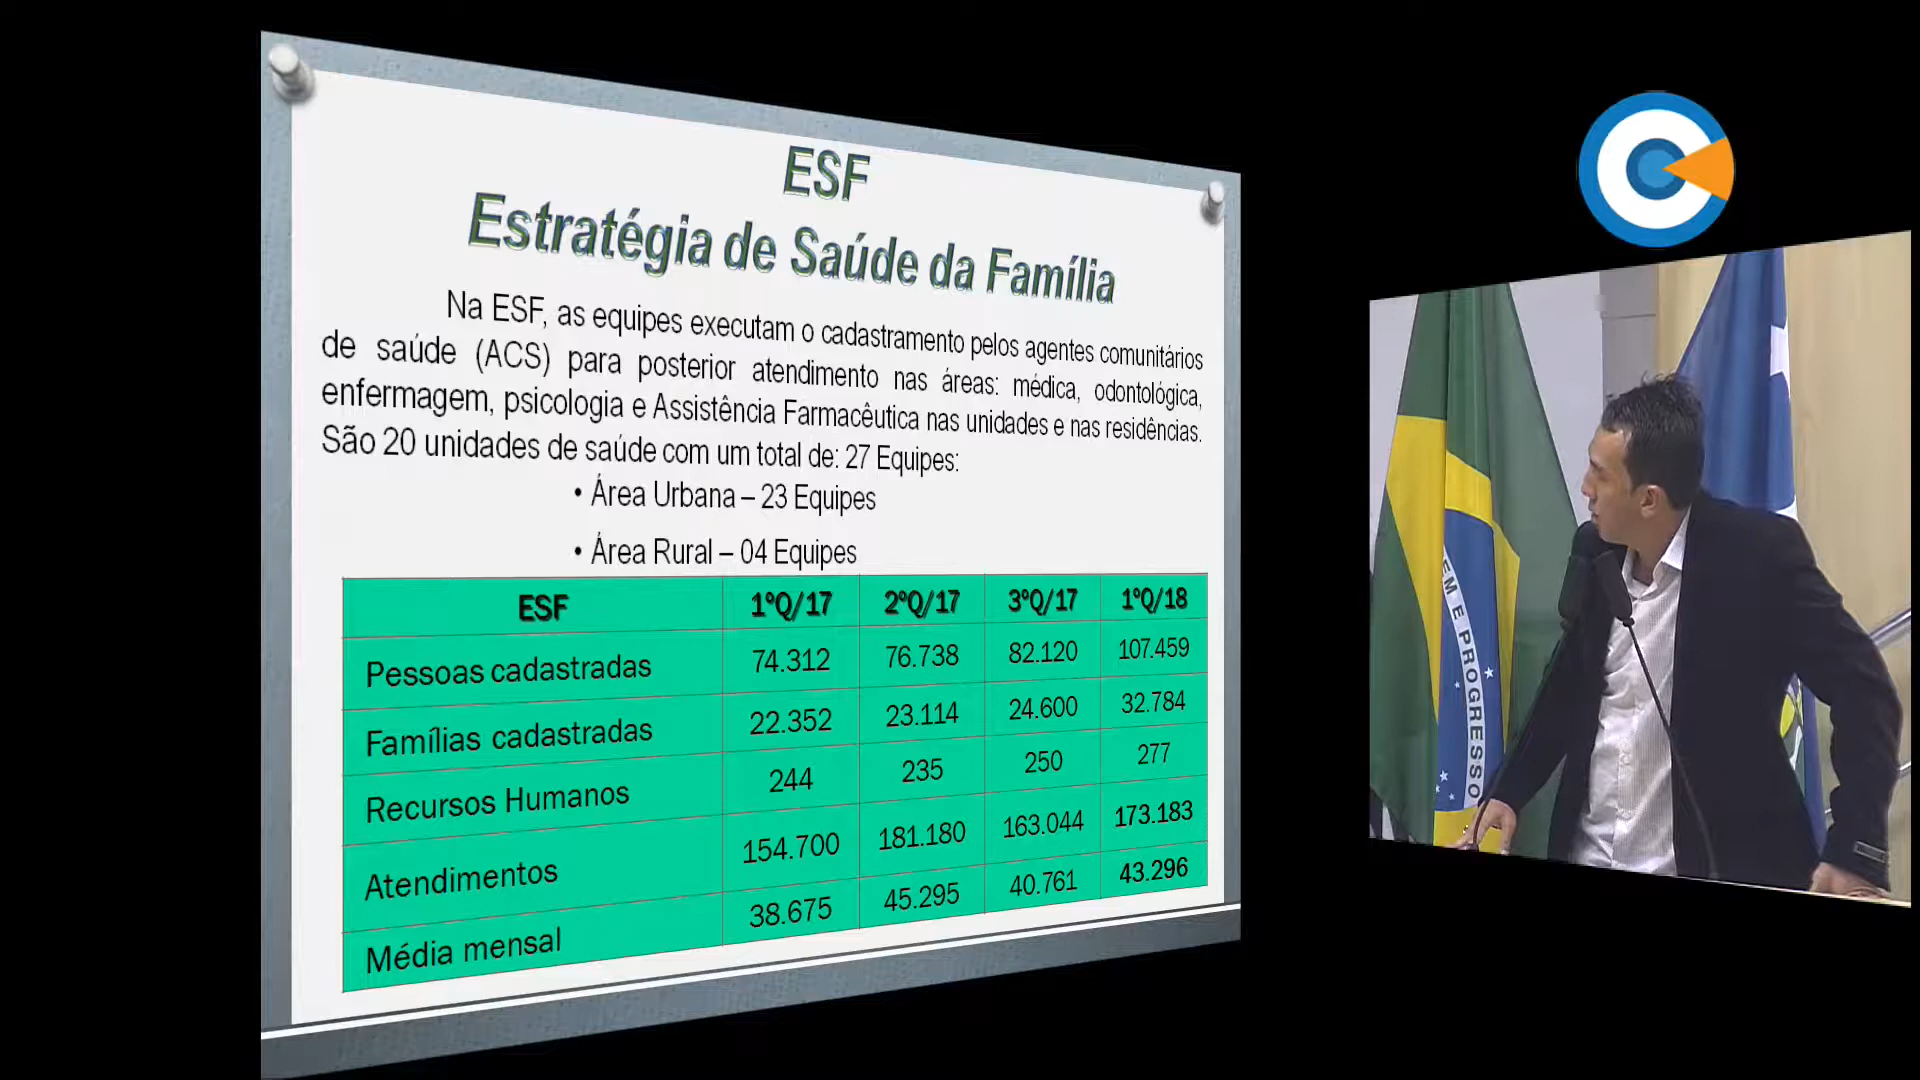 ESF
Estratégia de Saúde da Família
Na ESF, as equipes executam o cadastramento pelos agentes comunitários
de saúde (ACS) para posterior atendimento nas áreas: médica, odontológica,
enfermagem, psicologia e Assistência Farmacêutica nas unidades e nas residências.
São 20 unidades de saúde com um total de: 27 Equipes:
• Área Urbana – 23 Equipes
• Área Rural – 04 Equipes
ESF 1ºQ/17 2ºQ/17 3ºQ/17 1ºQ/18
Pessoas cadastradas 74.312 76.738 82.120 107.459
Famílias cadastradas 22.352 23.114 24.600 32.784
Recursos Humanos 244 235 250 277
Atendimentos 154.700 181.180 163.044 173.183
Média mensal 38.675 45.295 40.761 43.296
EM E PROGRESSO